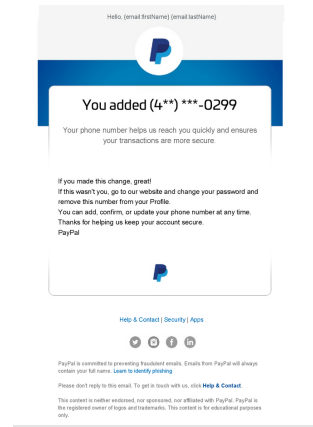 Hello, {email.firstName} {email.lastName}
You added (4**) ***-0299
Your phone number helps us reach you quickly and ensures
your transactions are more secure.
If you made this change, great!
If this wasn't you, go to our website and change your password and
remove this number from your Profile.
You can add, confirm, or update your phone number at any time.
Thanks for helping us keep your account secure.
PayPal
Help & Contact | Security | Apps
PayPal is committed to preventing fraudulent emails. Emails from PayPal will always
contain your full name. Learn to identify phishing
Please don't reply to this email. To get in touch with us, click Help & Contact.
This content is neither endorsed, nor sponsored, nor affiliated with PayPal. PayPal is
the registered owner of logos and trademarks. This content is for educational purposes
only.